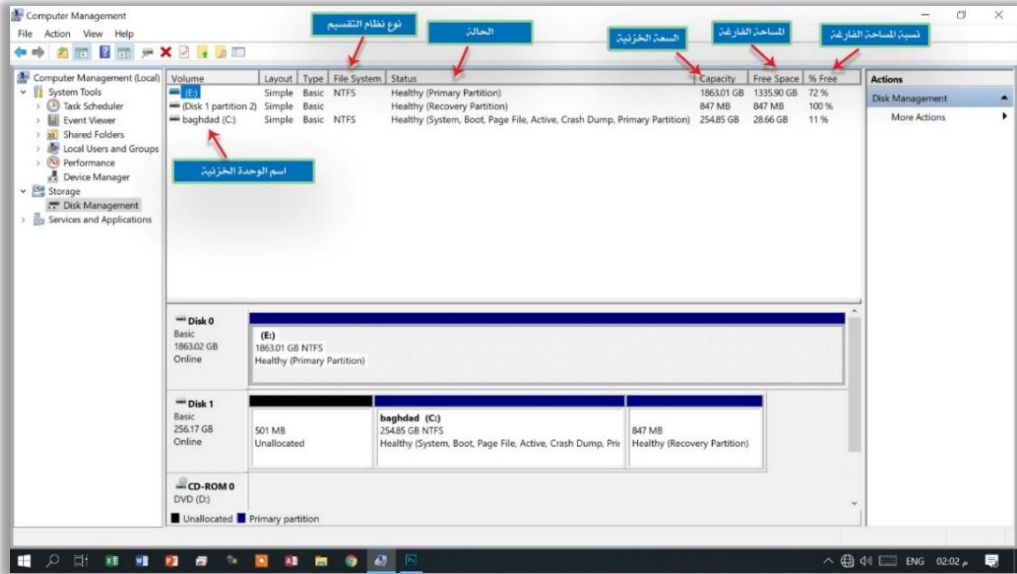 Computer Management
File Action View Help
نوع نظام التقسيم
الحالة
السعة الخزنية
المساحة الفارغة
نسبة المساحة الفارغة
Computer Management (Local)
System Tools
Task Scheduler
Event Viewer
Shared Folders
Local Users and Groups
Performance
Device Manager
Storage
Disk Management
Services and Applications
Volume Layout Type File System Status Capacity Free Space % Free
(E:) Simple Basic NTFS Healthy (Primary Partition) 1863.01 GB 1335.90 GB 72 %
(Disk 1 partition 2) Simple Basic Healthy (Recovery Partition) 847 MB 847 MB 100 %
baghdad (C:) Simple Basic NTFS Healthy (System, Boot, Page File, Active, Crash Dump, Primary Partition) 254.85 GB 28.66 GB 11 %
اسم الوحدة الخزنية
Actions
Disk Management
More Actions
Disk 0
Basic
1863.02 GB
Online
(E:)
1863.01 GB NTFS
Healthy (Primary Partition)
Disk 1
Basic
256.17 GB
Online
501 MB
Unallocated
baghdad (C:)
254.85 GB NTFS
Healthy (System, Boot, Page File, Active, Crash Dump, Pri
847 MB
Healthy (Recovery Partition)
CD-ROM 0
DVD (D:)
Unallocated Primary partition
ENG 02:02 م